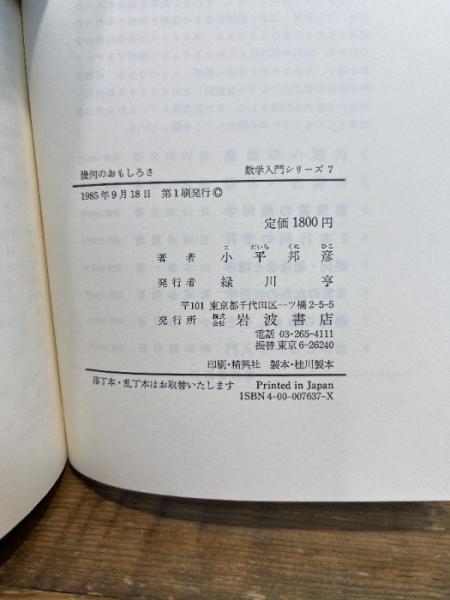 幾何のおもしろさ 数学入門シリーズ 7
1985年9月18日 第1刷発行 ©
定価 1800円
著者 小平邦彦
こ だいら くに ひこ
発行者 緑川亨
〒101 東京都千代田区一ツ橋 2-5-5
発行所 株式会社 岩波書店
電話 03-265-4111
振替 東京 6-26240
印刷・精興社 製本・桂川製本
落丁本・乱丁本はお取替いたします Printed in Japan
ISBN4-00-007637-X